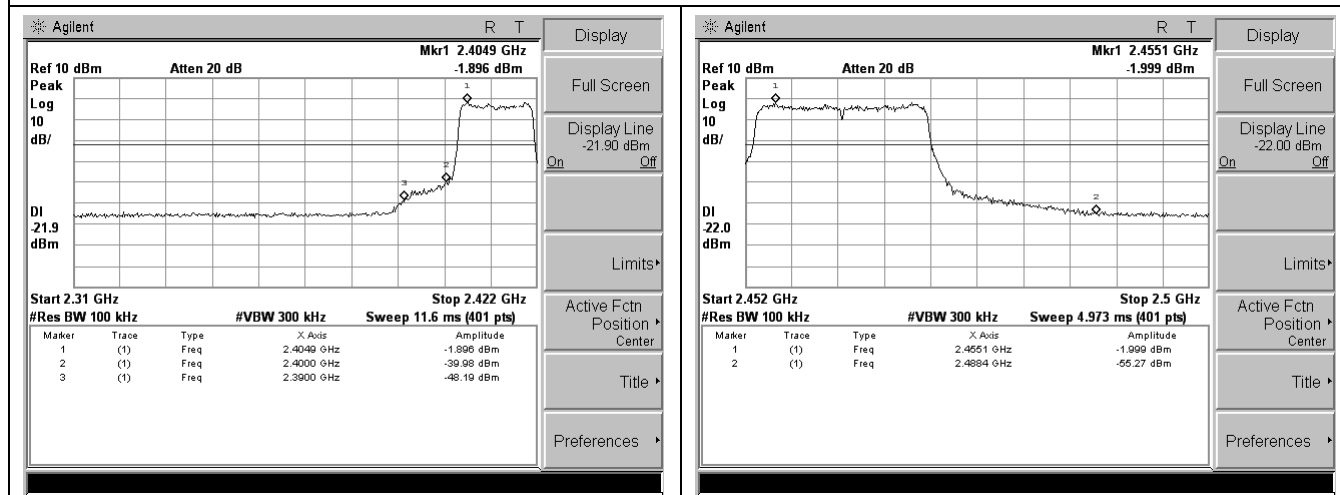 Agilent R T
Mkr1 2.4049 GHz
Ref 10 dBm Atten 20 dB -1.896 dBm
Peak
Log
10
dB/
1
2
3
DI
-21.9
dBm
Start 2.31 GHz Stop 2.422 GHz
#Res BW 100 kHz #VBW 300 kHz Sweep 11.6 ms (401 pts)
Marker Trace Type X Axis Amplitude
1 (1) Freq 2.4049 GHz -1.896 dBm
2 (1) Freq 2.4000 GHz -39.98 dBm
3 (1) Freq 2.3900 GHz -48.19 dBm
Display
Full Screen
Display Line
-21.90 dBm
On Off
Limits
Active Fctn
Position
Center
Title
Preferences
Agilent R T
Mkr1 2.4551 GHz
Ref 10 dBm Atten 20 dB -1.999 dBm
Peak
Log
10
dB/
1
2
DI
-22.0
dBm
Start 2.452 GHz Stop 2.5 GHz
#Res BW 100 kHz #VBW 300 kHz Sweep 4.973 ms (401 pts)
Marker Trace Type X Axis Amplitude
1 (1) Freq 2.4551 GHz -1.999 dBm
2 (1) Freq 2.4884 GHz -55.27 dBm
Display
Full Screen
Display Line
-22.00 dBm
On Off
Limits
Active Fctn
Position
Center
Title
Preferences